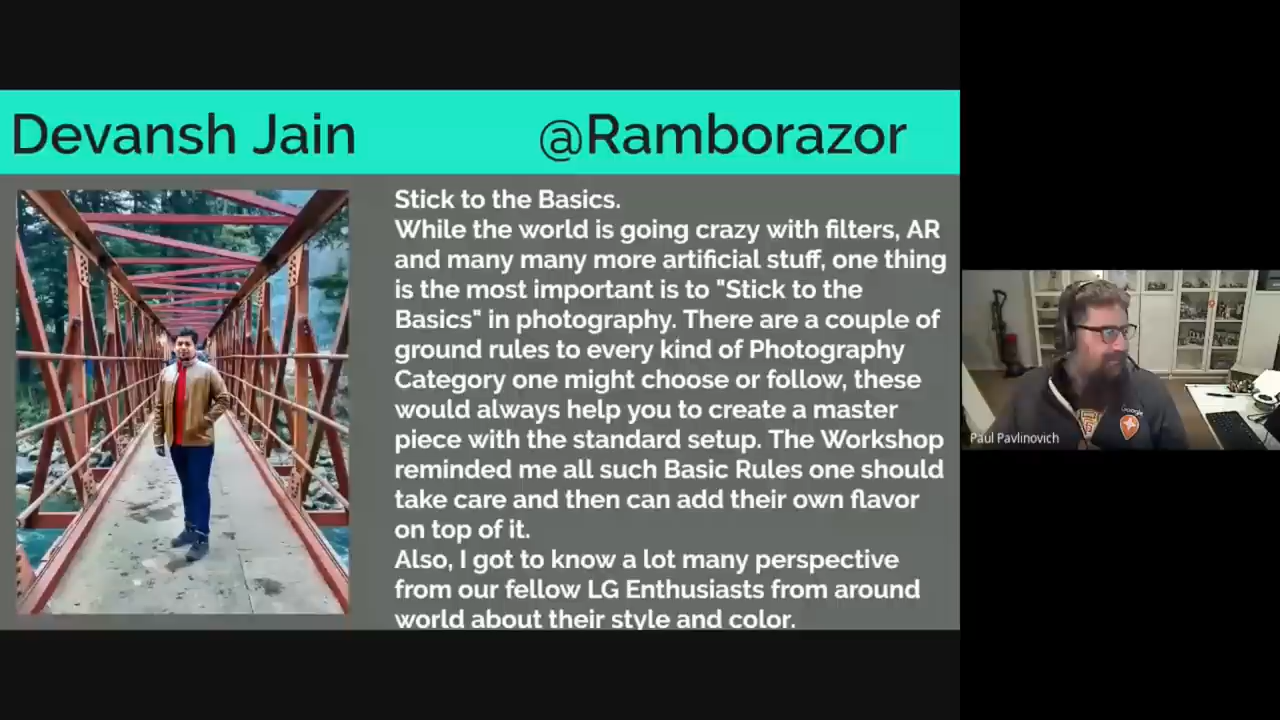 Devansh Jain @Ramborazor
Stick to the Basics.
While the world is going crazy with filters, AR
and many many more artificial stuff, one thing
is the most important is to "Stick to the
Basics" in photography. There are a couple of
ground rules to every kind of Photography
Category one might choose or follow, these
would always help you to create a master
piece with the standard setup. The Workshop
reminded me all such Basic Rules one should
take care and then can add their own flavor
on top of it.
Also, I got to know a lot many perspective
from our fellow LG Enthusiasts from around
world about their style and color.
Google
Paul Pavlinovich